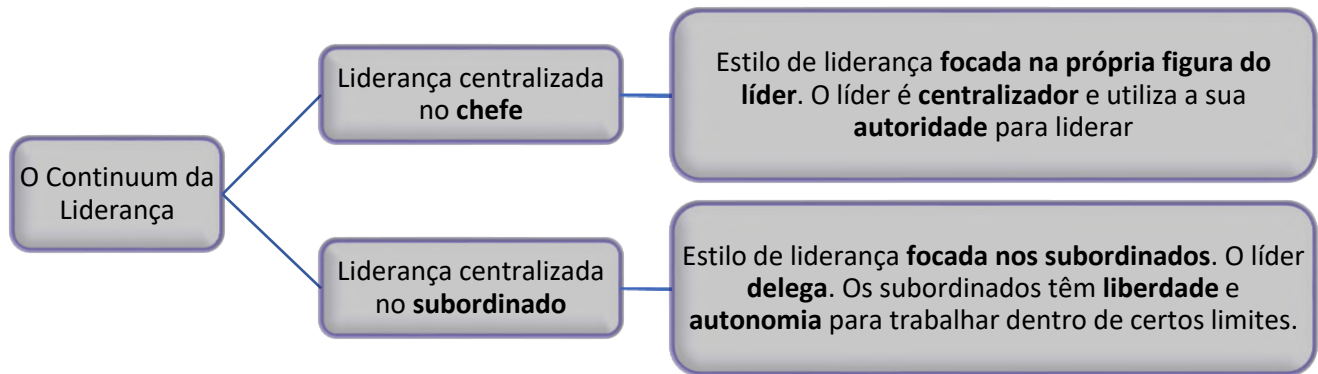 O Continuum da
Liderança
Liderança centralizada
no chefe
Estilo de liderança focada na própria figura do
líder. O líder é centralizador e utiliza a sua
autoridade para liderar
Liderança centralizada
no subordinado
Estilo de liderança focada nos subordinados. O líder
delega. Os subordinados têm liberdade e
autonomia para trabalhar dentro de certos limites.